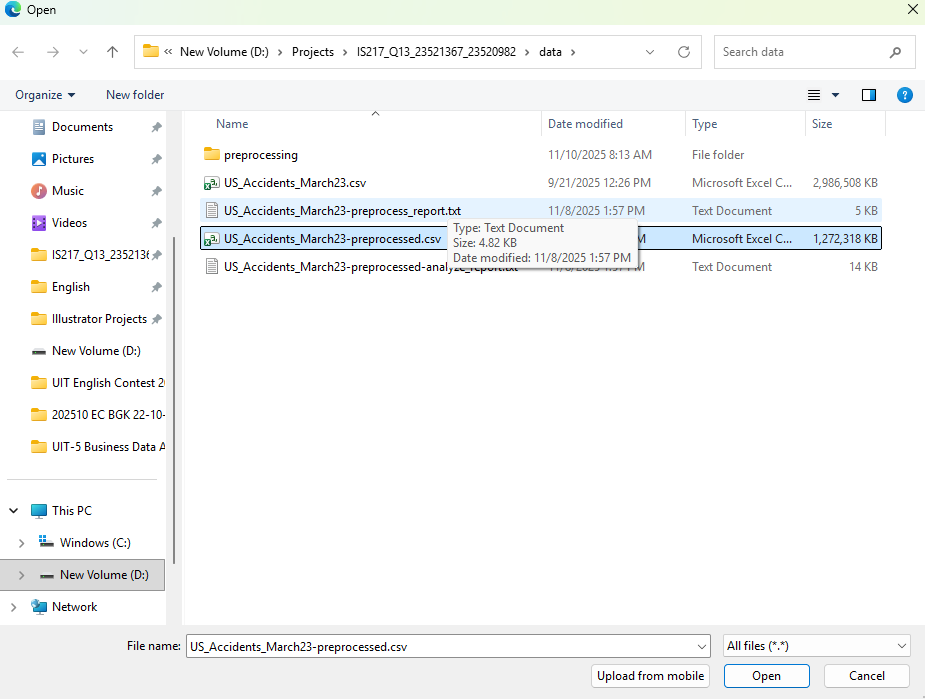 Open
« New Volume (D:) > Projects > IS217_Q13_23521367_23520982 > data >
Search data
Organize
New folder
Name
Date modified
Type
Size
Documents
Pictures
Music
Videos
IS217_Q13_235213
English
Illustrator Projects
New Volume (D:)
UIT English Contest 2
202510 EC BGK 22-10-
UIT-5 Business Data A
This PC
Windows (C:)
New Volume (D:)
Network
preprocessing 11/10/2025 8:13 AM File folder
US_Accidents_March23.csv 9/21/2025 12:26 PM Microsoft Excel C... 2,986,508 KB
US_Accidents_March23-preprocess_report.txt 11/8/2025 1:57 PM Text Document 5 KB
US_Accidents_March23-preprocessed.csv Microsoft Excel C... 1,272,318 KB
US_Accidents_March23-preprocessed-analyze_report.txt 11/8/2025 1:57 PM Text Document 14 KB
Type: Text Document
Size: 4.82 KB
Date modified: 11/8/2025 1:57 PM
File name: US_Accidents_March23-preprocessed.csv
All files (*.*)
Upload from mobile
Open
Cancel